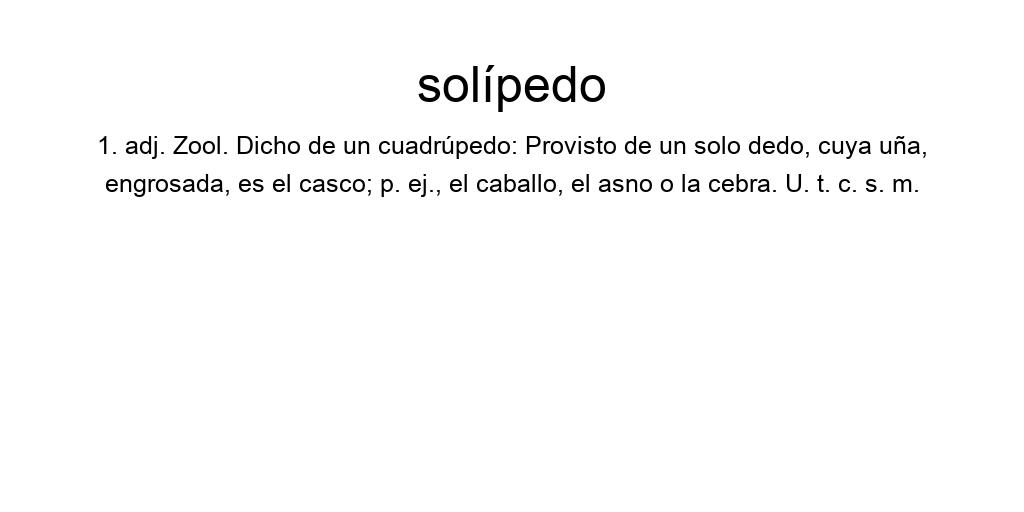 solípedo
1. adj. Zool. Dicho de un cuadrúpedo: Provisto de un solo dedo, cuya uña,
engrosada, es el casco; p. ej., el caballo, el asno o la cebra. U. t. c. s. m.